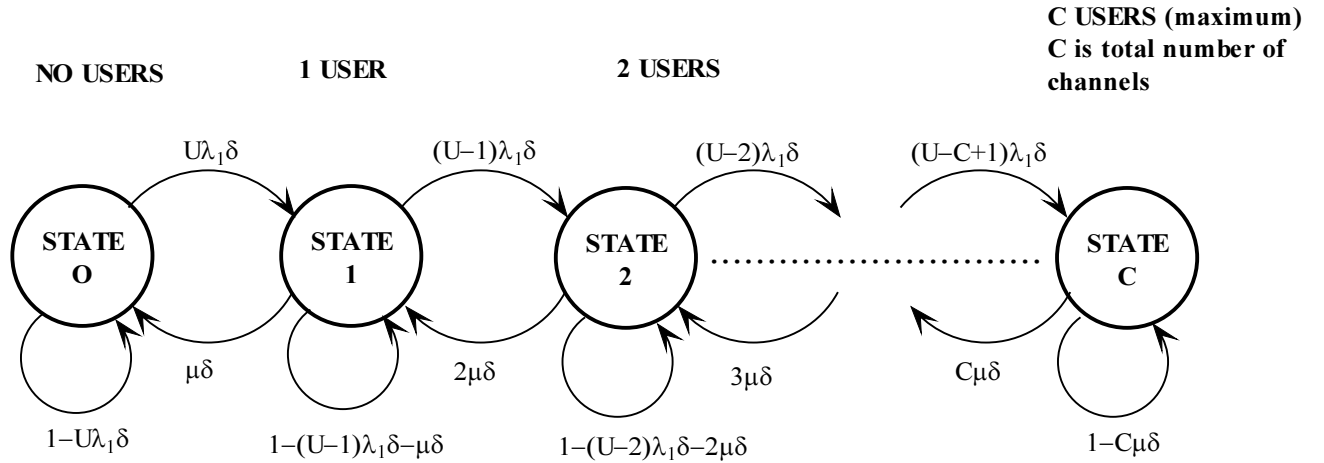 C USERS (maximum)
C is total number of
channels
NO USERS
1 USER
2 USERS
Uλ₁δ
(U−1)λ₁δ
(U−2)λ₁δ
(U−C+1)λ₁δ
STATE
O
STATE
1
STATE
2
STATE
C
μδ
2μδ
3μδ
Cμδ
1−Uλ₁δ
1−(U−1)λ₁δ−μδ
1−(U−2)λ₁δ−2μδ
1−Cμδ